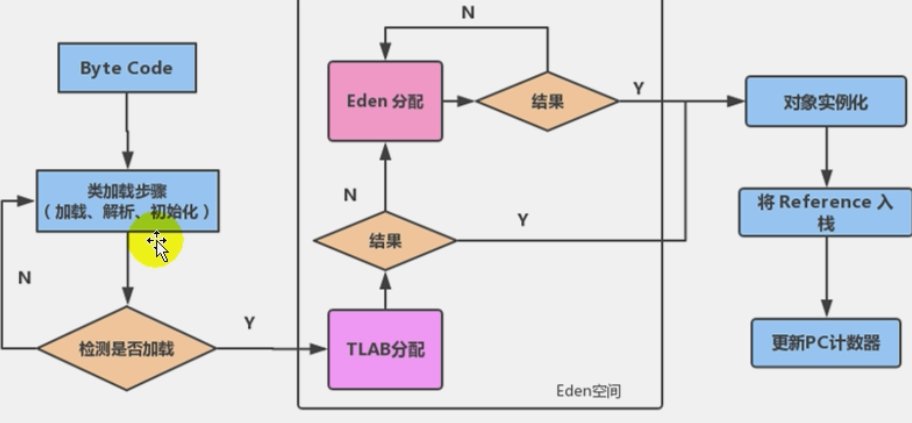 Byte Code
类加载步骤
（加载、解析、初始化）
N
检测是否加载
Y
N
Eden 分配
结果
Y
N
结果
Y
TLAB分配
Eden空间
对象实例化
将 Reference 入
栈
更新PC计数器